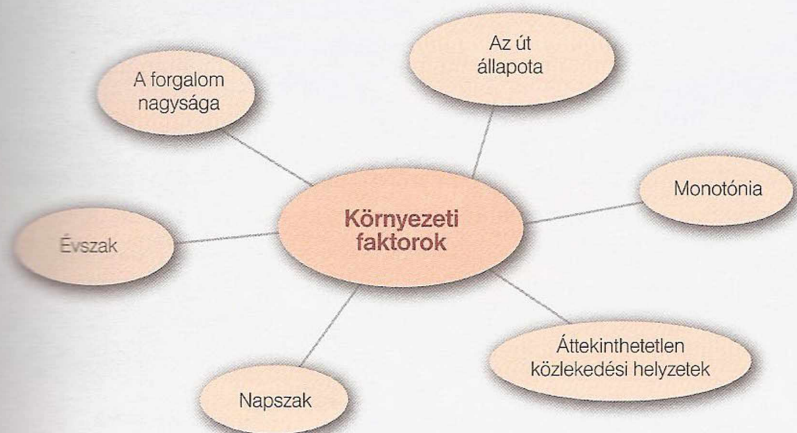 Az út
állapota
A forgalom
nagysága
Monotónia
Környezeti
faktorok
Évszak
Áttekinthetetlen
közlekedési helyzetek
Napszak